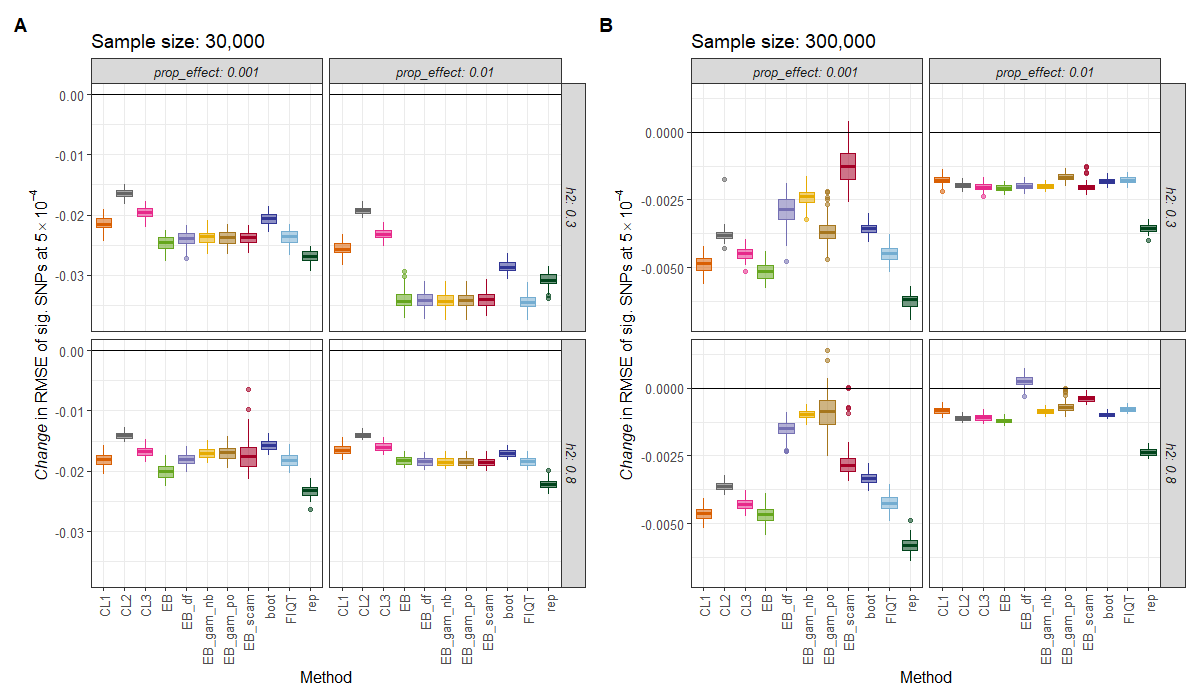 A
Sample size: 30,000
prop_effect: 0.001
prop_effect: 0.01
0.00
-0.01
-0.02
-0.03
h2: 0.3
0.00
-0.01
-0.02
-0.03
h2: 0.8
Change in RMSE of sig. SNPs at 5 × 10⁻⁴
CL1 CL2 CL3 EB EB_df EB_gam_nb EB_gam_po EB_scam boot FIQT rep
CL1 CL2 CL3 EB EB_df EB_gam_nb EB_gam_po EB_scam boot FIQT rep
Method
B
Sample size: 300,000
prop_effect: 0.001
prop_effect: 0.01
0.0000
-0.0025
-0.0050
h2: 0.3
0.0000
-0.0025
-0.0050
h2: 0.8
Change in RMSE of sig. SNPs at 5 × 10⁻⁴
CL1 CL2 CL3 EB EB_df EB_gam_nb EB_gam_po EB_scam boot FIQT rep
CL1 CL2 CL3 EB EB_df EB_gam_nb EB_gam_po EB_scam boot FIQT rep
Method